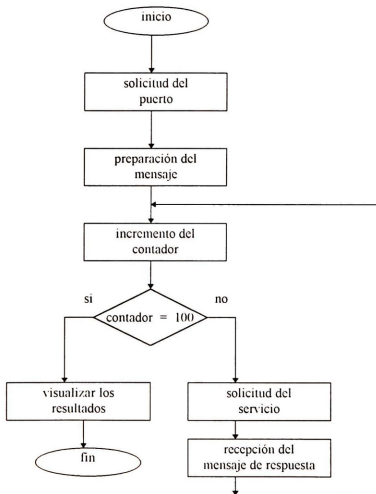 inicio
solicitud del
puerto
preparación del
mensaje
incremento del
contador
si
no
contador = 100
visualizar los
resultados
solicitud del
servicio
fin
recepción del
mensaje de respuesta